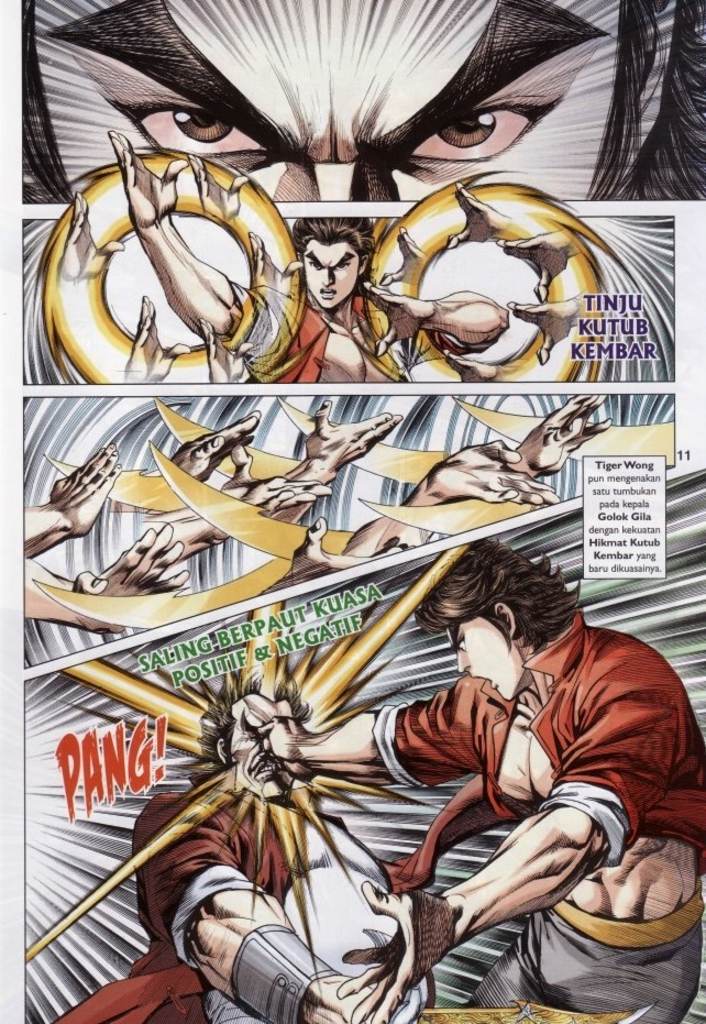 TINJU
KUTUB
KEMBAR
11
Tiger Wong
pun mengenakan
satu tumbukan
pada kepala
Golok Gila
dengan kekuatan
Hikmat Kutub
Kembar yang
baru dikuasainya.
SALING BERPAUT KUASA
POSITIF & NEGATIF
PANG!